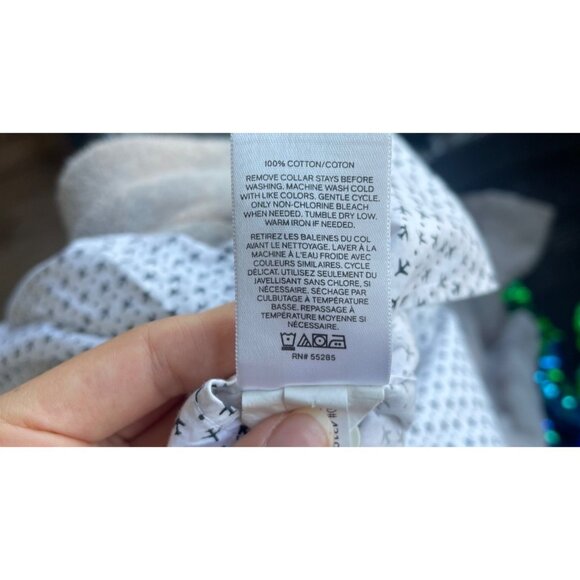 100% COTTON/COTON
REMOVE COLLAR STAYS BEFORE
WASHING. MACHINE WASH COLD
WITH LIKE COLORS. GENTLE CYCLE.
ONLY NON-CHLORINE BLEACH
WHEN NEEDED. TUMBLE DRY LOW.
WARM IRON IF NEEDED.
RETIREZ LES BALEINES DU COL
AVANT LE NETTOYAGE. LAVER À LA
MACHINE À L'EAU FROIDE AVEC
COULEURS SIMILAIRES. CYCLE
DÉLICAT. UTILISEZ SEULEMENT DU
JAVELLISANT SANS CHLORE, SI
NÉCESSAIRE. SÉCHAGE PAR
CULBUTAGE À TEMPÉRATURE
BASSE. REPASSAGE À
TEMPÉRATURE MOYENNE SI
NÉCESSAIRE.
RN# 55285